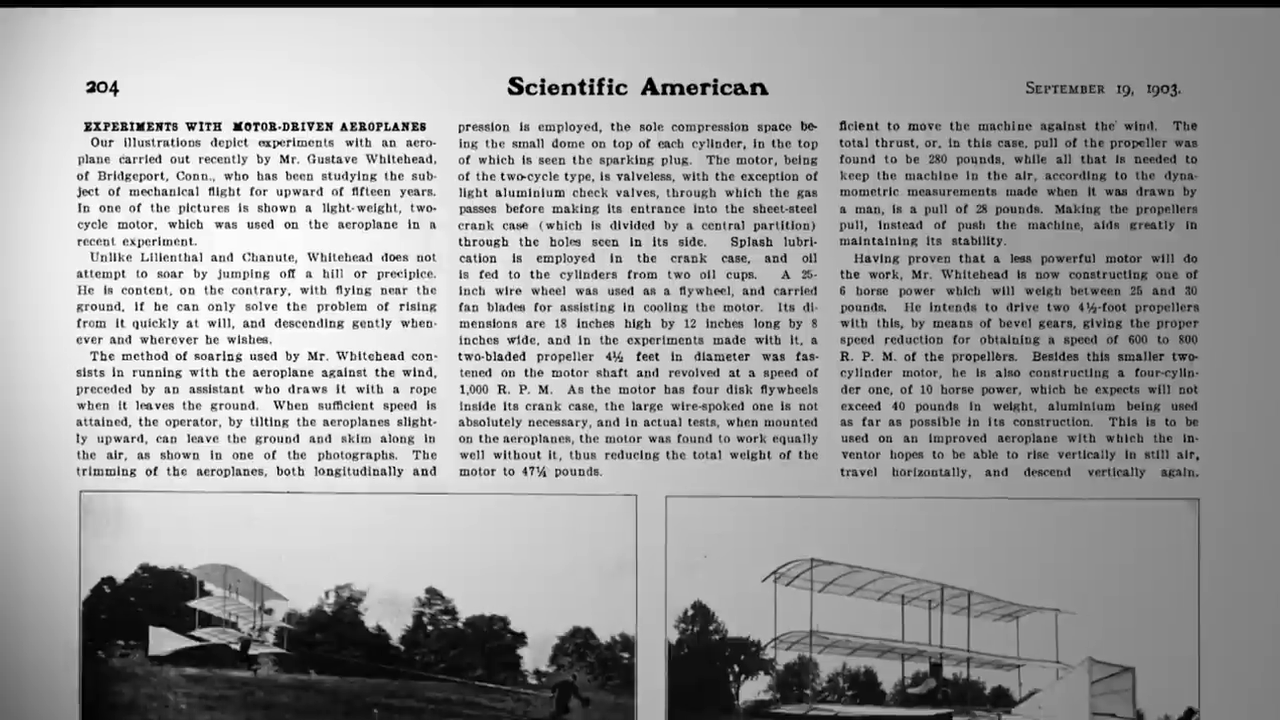 204
Scientific American
SEPTEMBER 19, 1903.
EXPERIMENTS WITH MOTOR-DRIVEN AEROPLANES
Our illustrations depict experiments with an aero-
plane carried out recently by Mr. Gustave Whitehead,
of Bridgeport, Conn., who has been studying the sub-
ject of mechanical flight for upward of fifteen years.
In one of the pictures is shown a light-weight, two-
cycle motor, which was used on the aeroplane in a
recent experiment.
Unlike Lilienthal and Chanute, Whitehead does not
attempt to soar by jumping off a hill or precipice.
He is content, on the contrary, with flying near the
ground, if he can only solve the problem of rising
from it quickly at will, and descending gently when-
ever and wherever he wishes.
The method of soaring used by Mr. Whitehead con-
sists in running with the aeroplane against the wind,
preceded by an assistant who draws it with a rope
when it leaves the ground. When sufficient speed is
attained, the operator, by tilting the aeroplanes slight-
ly upward, can leave the ground and skim along in
the air, as shown in one of the photographs. The
trimming of the aeroplanes, both longitudinally and
pression is employed, the sole compression space be-
ing the small dome on top of each cylinder, in the top
of which is seen the sparking plug. The motor, being
of the two-cycle type, is valveless, with the exception of
light aluminium check valves, through which the gas
passes before making its entrance into the sheet-steel
crank case (which is divided by a central partition)
through the holes seen in its side. Splash lubri-
cation is employed in the crank case, and oil
is fed to the cylinders from two oil cups. A 25-
inch wire wheel was used as a flywheel, and carried
fan blades for assisting in cooling the motor. Its di-
mensions are 18 inches high by 12 inches long by 8
inches wide, and in the experiments made with it, a
two-bladed propeller 4½ feet in diameter was fas-
tened on the motor shaft and revolved at a speed of
1,000 R. P. M. As the motor has four disk flywheels
inside its crank case, the large wire-spoked one is not
absolutely necessary, and in actual tests, when mounted
on the aeroplanes, the motor was found to work equally
well without it, thus reducing the total weight of the
motor to 47¼ pounds.
ficient to move the machine against the wind. The
total thrust, or, in this case, pull of the propeller was
found to be 280 pounds, while all that is needed to
keep the machine in the air, according to the dyna-
mometric measurements made when it was drawn by
a man, is a pull of 28 pounds. Making the propellers
pull, instead of push the machine, aids greatly in
maintaining its stability.
Having proven that a less powerful motor will do
the work, Mr. Whitehead is now constructing one of
6 horse power which will weigh between 25 and 30
pounds. He intends to drive two 4½-foot propellers
with this, by means of bevel gears, giving the proper
speed reduction for obtaining a speed of 600 to 800
R. P. M. of the propellers. Besides this smaller two-
cylinder motor, he is also constructing a four-cylin-
der one, of 10 horse power, which he expects will not
exceed 40 pounds in weight, aluminium being used
as far as possible in its construction. This is to be
used on an improved aeroplane with which the in-
ventor hopes to be able to rise vertically in still air,
travel horizontally, and descend vertically again.